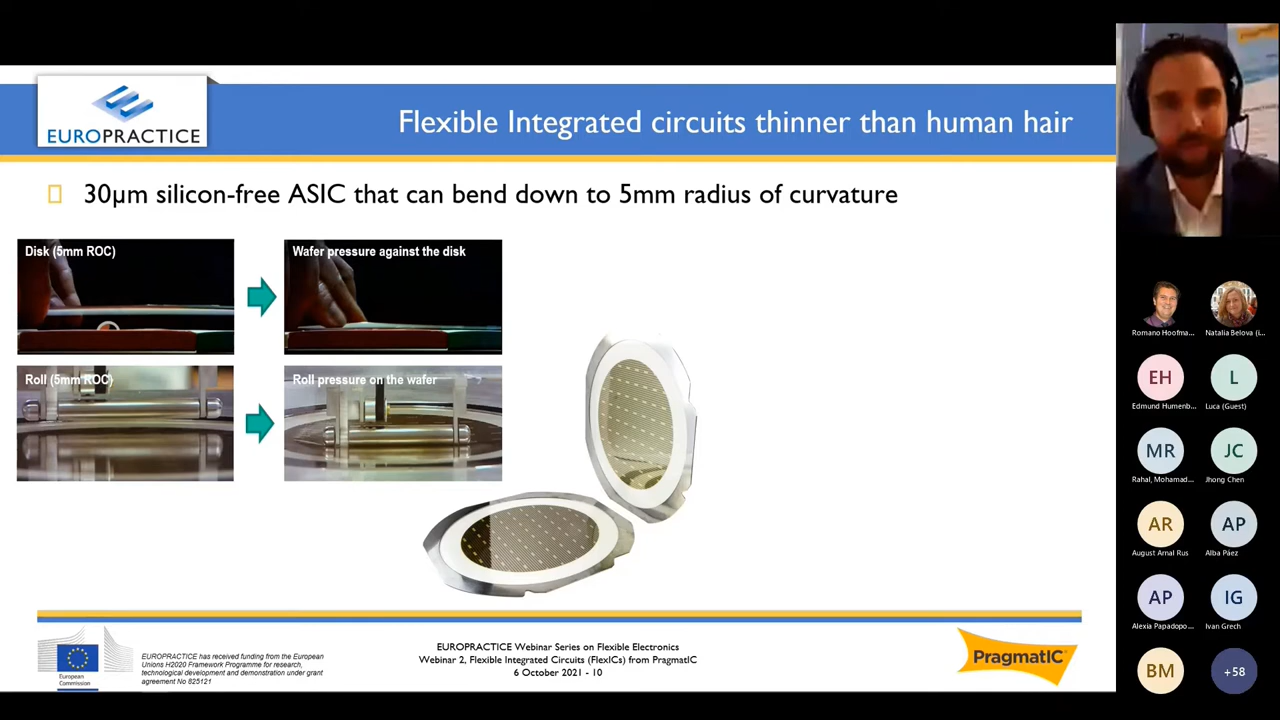 EUROPRACTICE
Flexible Integrated circuits thinner than human hair
30µm silicon-free ASIC that can bend down to 5mm radius of curvature
Disk (5mm ROC)
Wafer pressure against the disk
Roll (5mm ROC)
Roll pressure on the wafer
European
Commission
EUROPRACTICE has received funding from the European
Unions H2020 Framework Programme for research,
technological development and demonstration under grant
agreement No 825121
EUROPRACTICE Webinar Series on Flexible Electronics
Webinar 2, Flexible Integrated Circuits (FlexICs) from PragmatIC
6 October 2021 - 10
PragmatIC
Romano Hoofma...
Natalia Belova (i...
EH
L
Edmund Humenb...
Luca (Guest)
MR
JC
Rahal, Mohamad...
Jhong Chen
AR
AP
August Arnal Rus
Alba Páez
AP
IG
Alexia Papadopo...
Ivan Grech
BM
+58